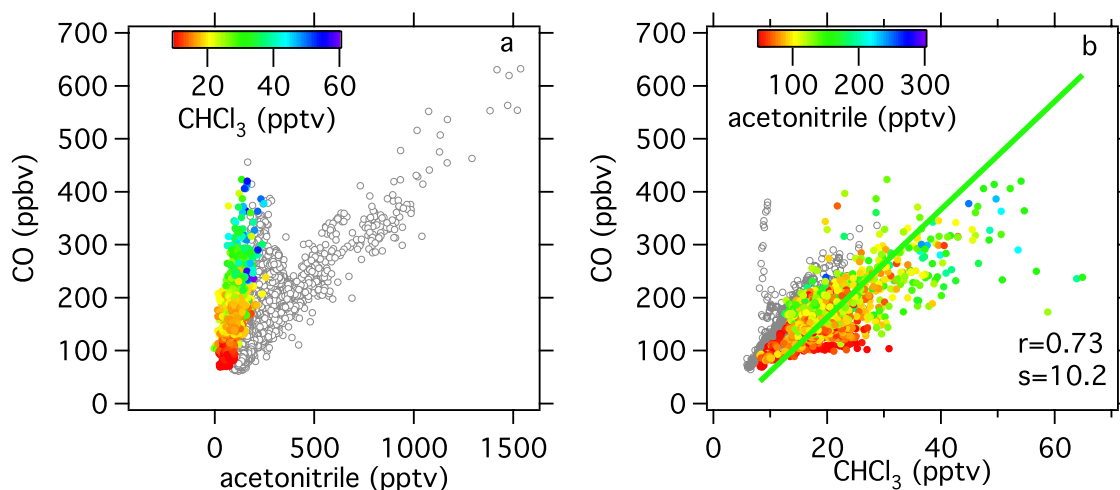 700
600
500
400
300
200
100
0
CO (ppbv)
a
20 40 60
CHCl₃ (pptv)
0 500 1000 1500
acetonitrile (pptv)
700
600
500
400
300
200
100
0
CO (ppbv)
b
100 200 300
acetonitrile (pptv)
r=0.73
s=10.2
0 20 40 60
CHCl₃ (pptv)